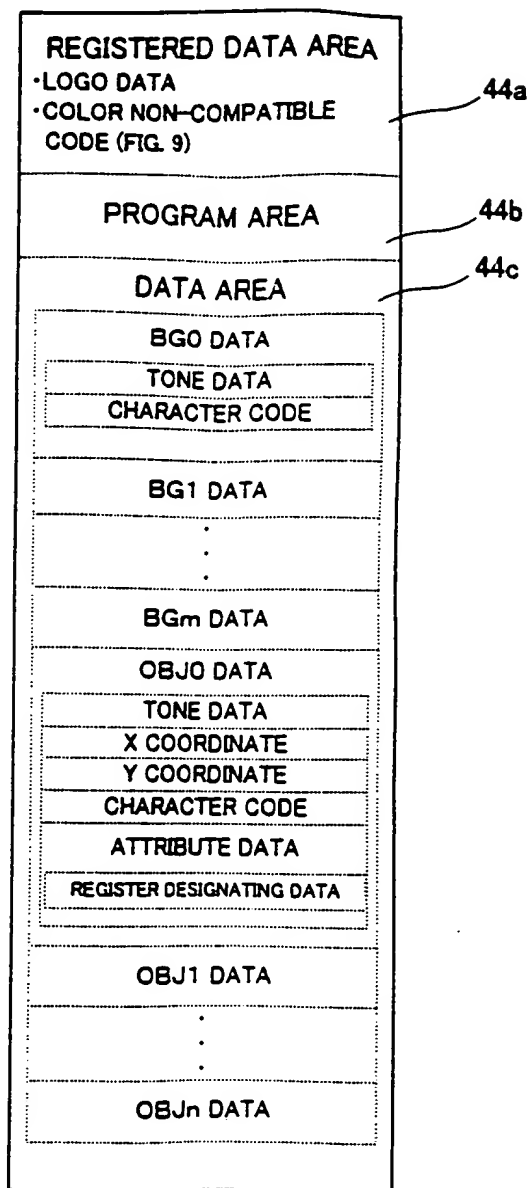 REGISTERED DATA AREA
·LOGO DATA
·COLOR NON-COMPATIBLE
CODE (FIG. 9)
44a
PROGRAM AREA
44b
44c
DATA AREA
BG0 DATA
TONE DATA
CHARACTER CODE
BG1 DATA
BGm DATA
OBJ0 DATA
TONE DATA
X COORDINATE
Y COORDINATE
CHARACTER CODE
ATTRIBUTE DATA
REGISTER DESIGNATING DATA
OBJ1 DATA
OBJn DATA